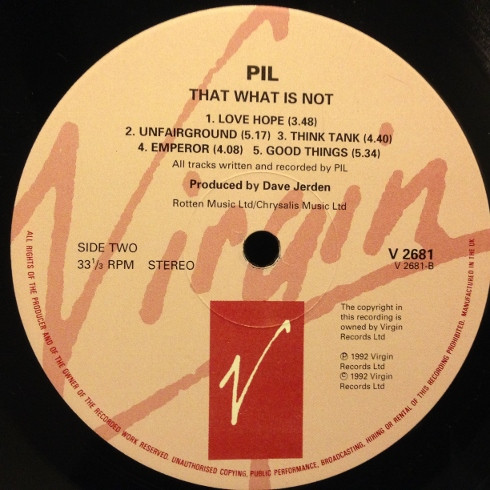 PIL
THAT WHAT IS NOT
1. LOVE HOPE (3.48)
2. UNFAIRGROUND (5.17) 3. THINK TANK (4.40)
4. EMPEROR (4.08) 5. GOOD THINGS (5.34)
All tracks written and recorded by PIL
Produced by Dave Jerden
Rotten Music Ltd/Chrysalis Music Ltd
Virgin
SIDE TWO
33 1/3 RPM STEREO
V 2681
V 2681-B
The copyright in
this recording is
owned by Virgin
Records Ltd
℗ 1992 Virgin
Records Ltd
© 1992 Virgin
Records Ltd
V
ALL RIGHTS OF THE PRODUCER AND OF THE OWNER OF THE RECORDED WORK RESERVED. UNAUTHORISED COPYING, PUBLIC PERFORMANCE, BROADCASTING, HIRING OR RENTAL OF THIS RECORDING PROHIBITED. MANUFACTURED IN THE UK